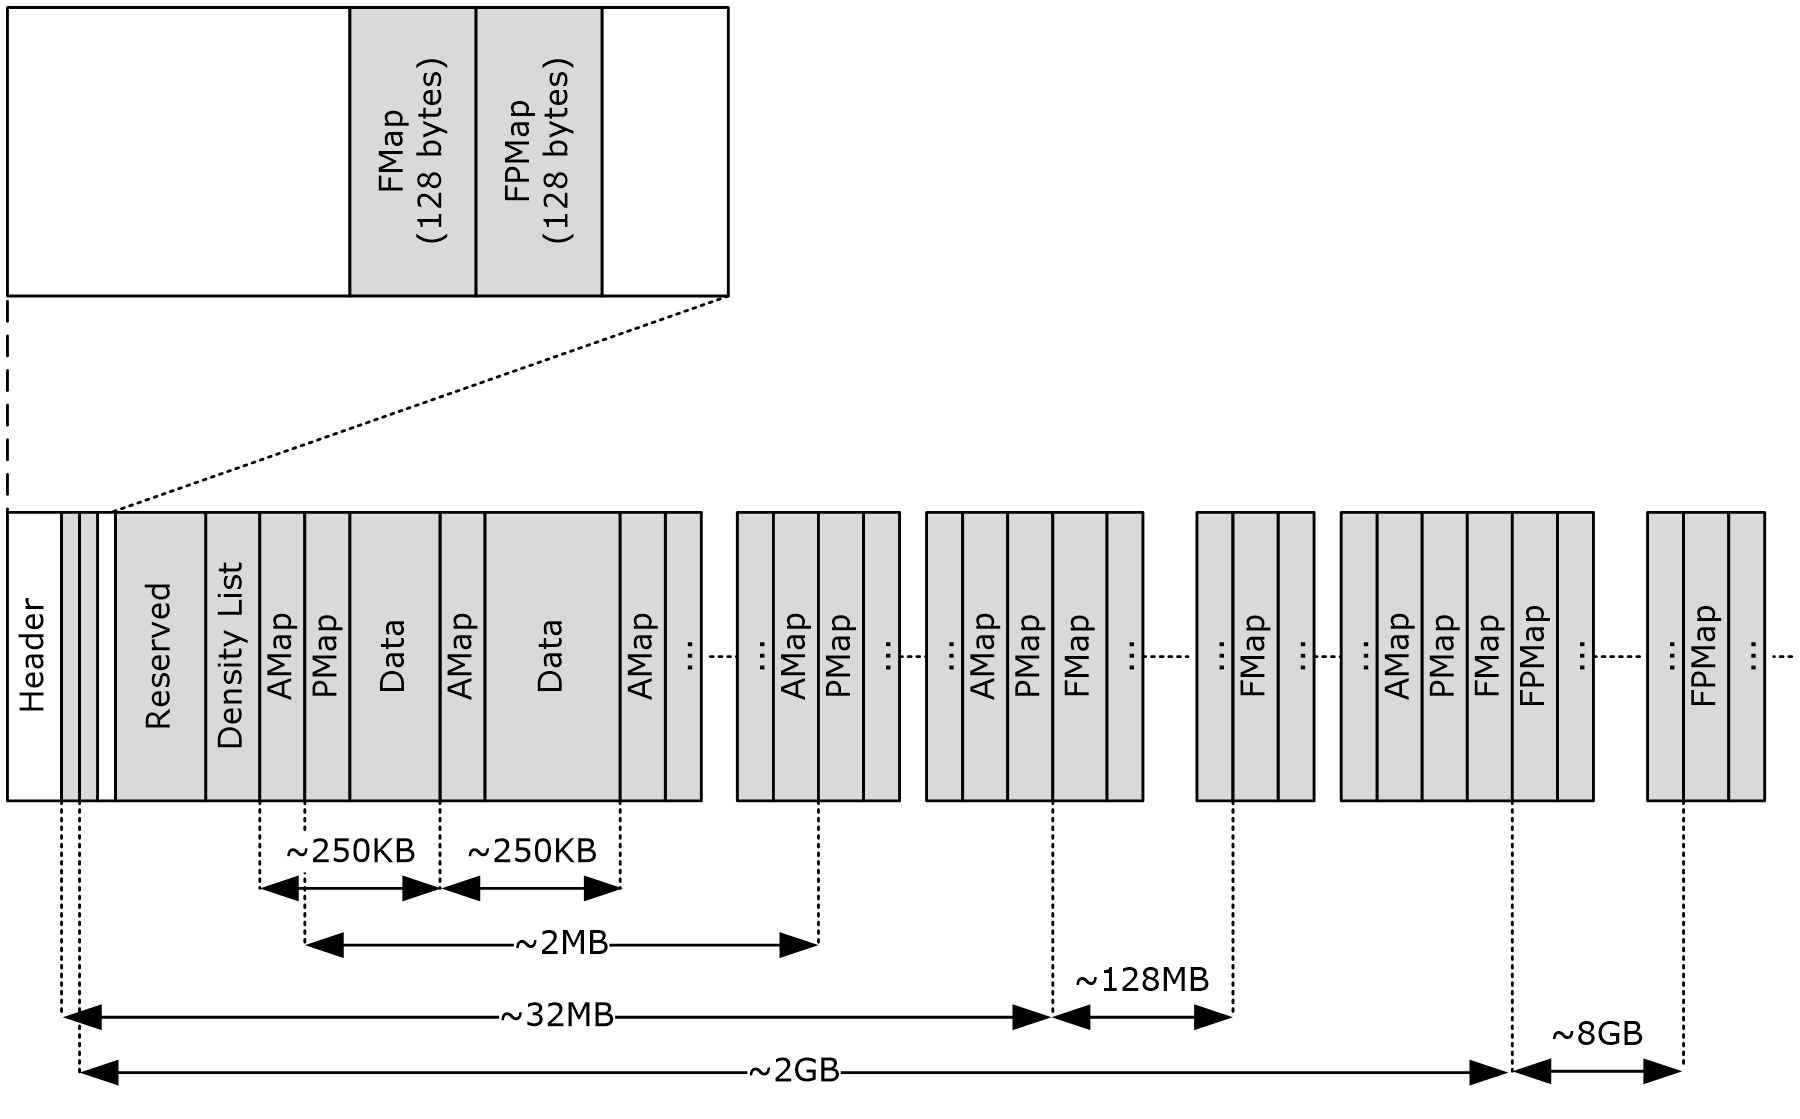 FMap
(128 bytes)
FPMap
(128 bytes)
Header
Reserved
Density List
AMap
PMap
Data
AMap
Data
AMap
...
...
AMap
PMap
...
...
AMap
PMap
FMap
...
...
FMap
...
...
AMap
PMap
FMap
FPMap
...
...
FPMap
...
~250KB
~250KB
~2MB
~128MB
~32MB
~8GB
~2GB